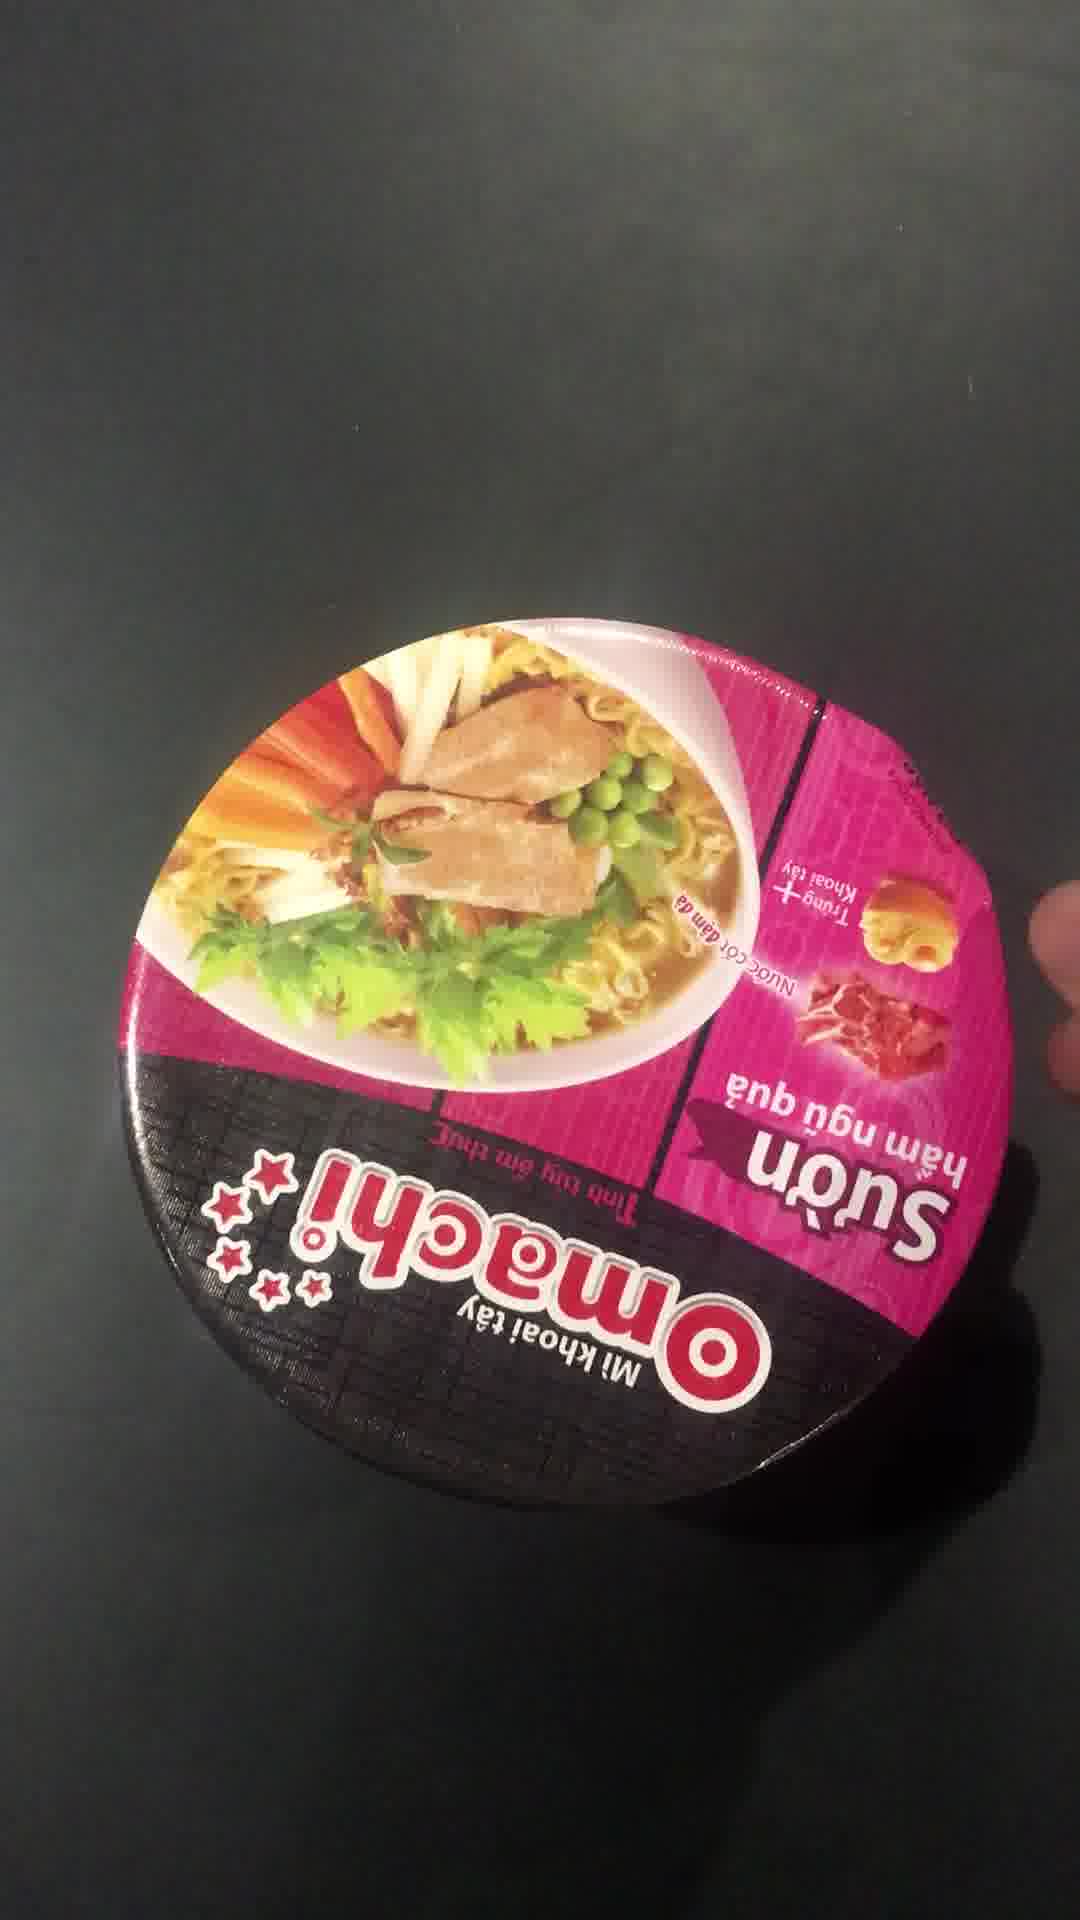 Mì khoai tây
Omachi
Tinh túy ẩm thực
Sườn
hầm ngũ quả
Nước cốt đậm đà
Trứng+
Khoai tây